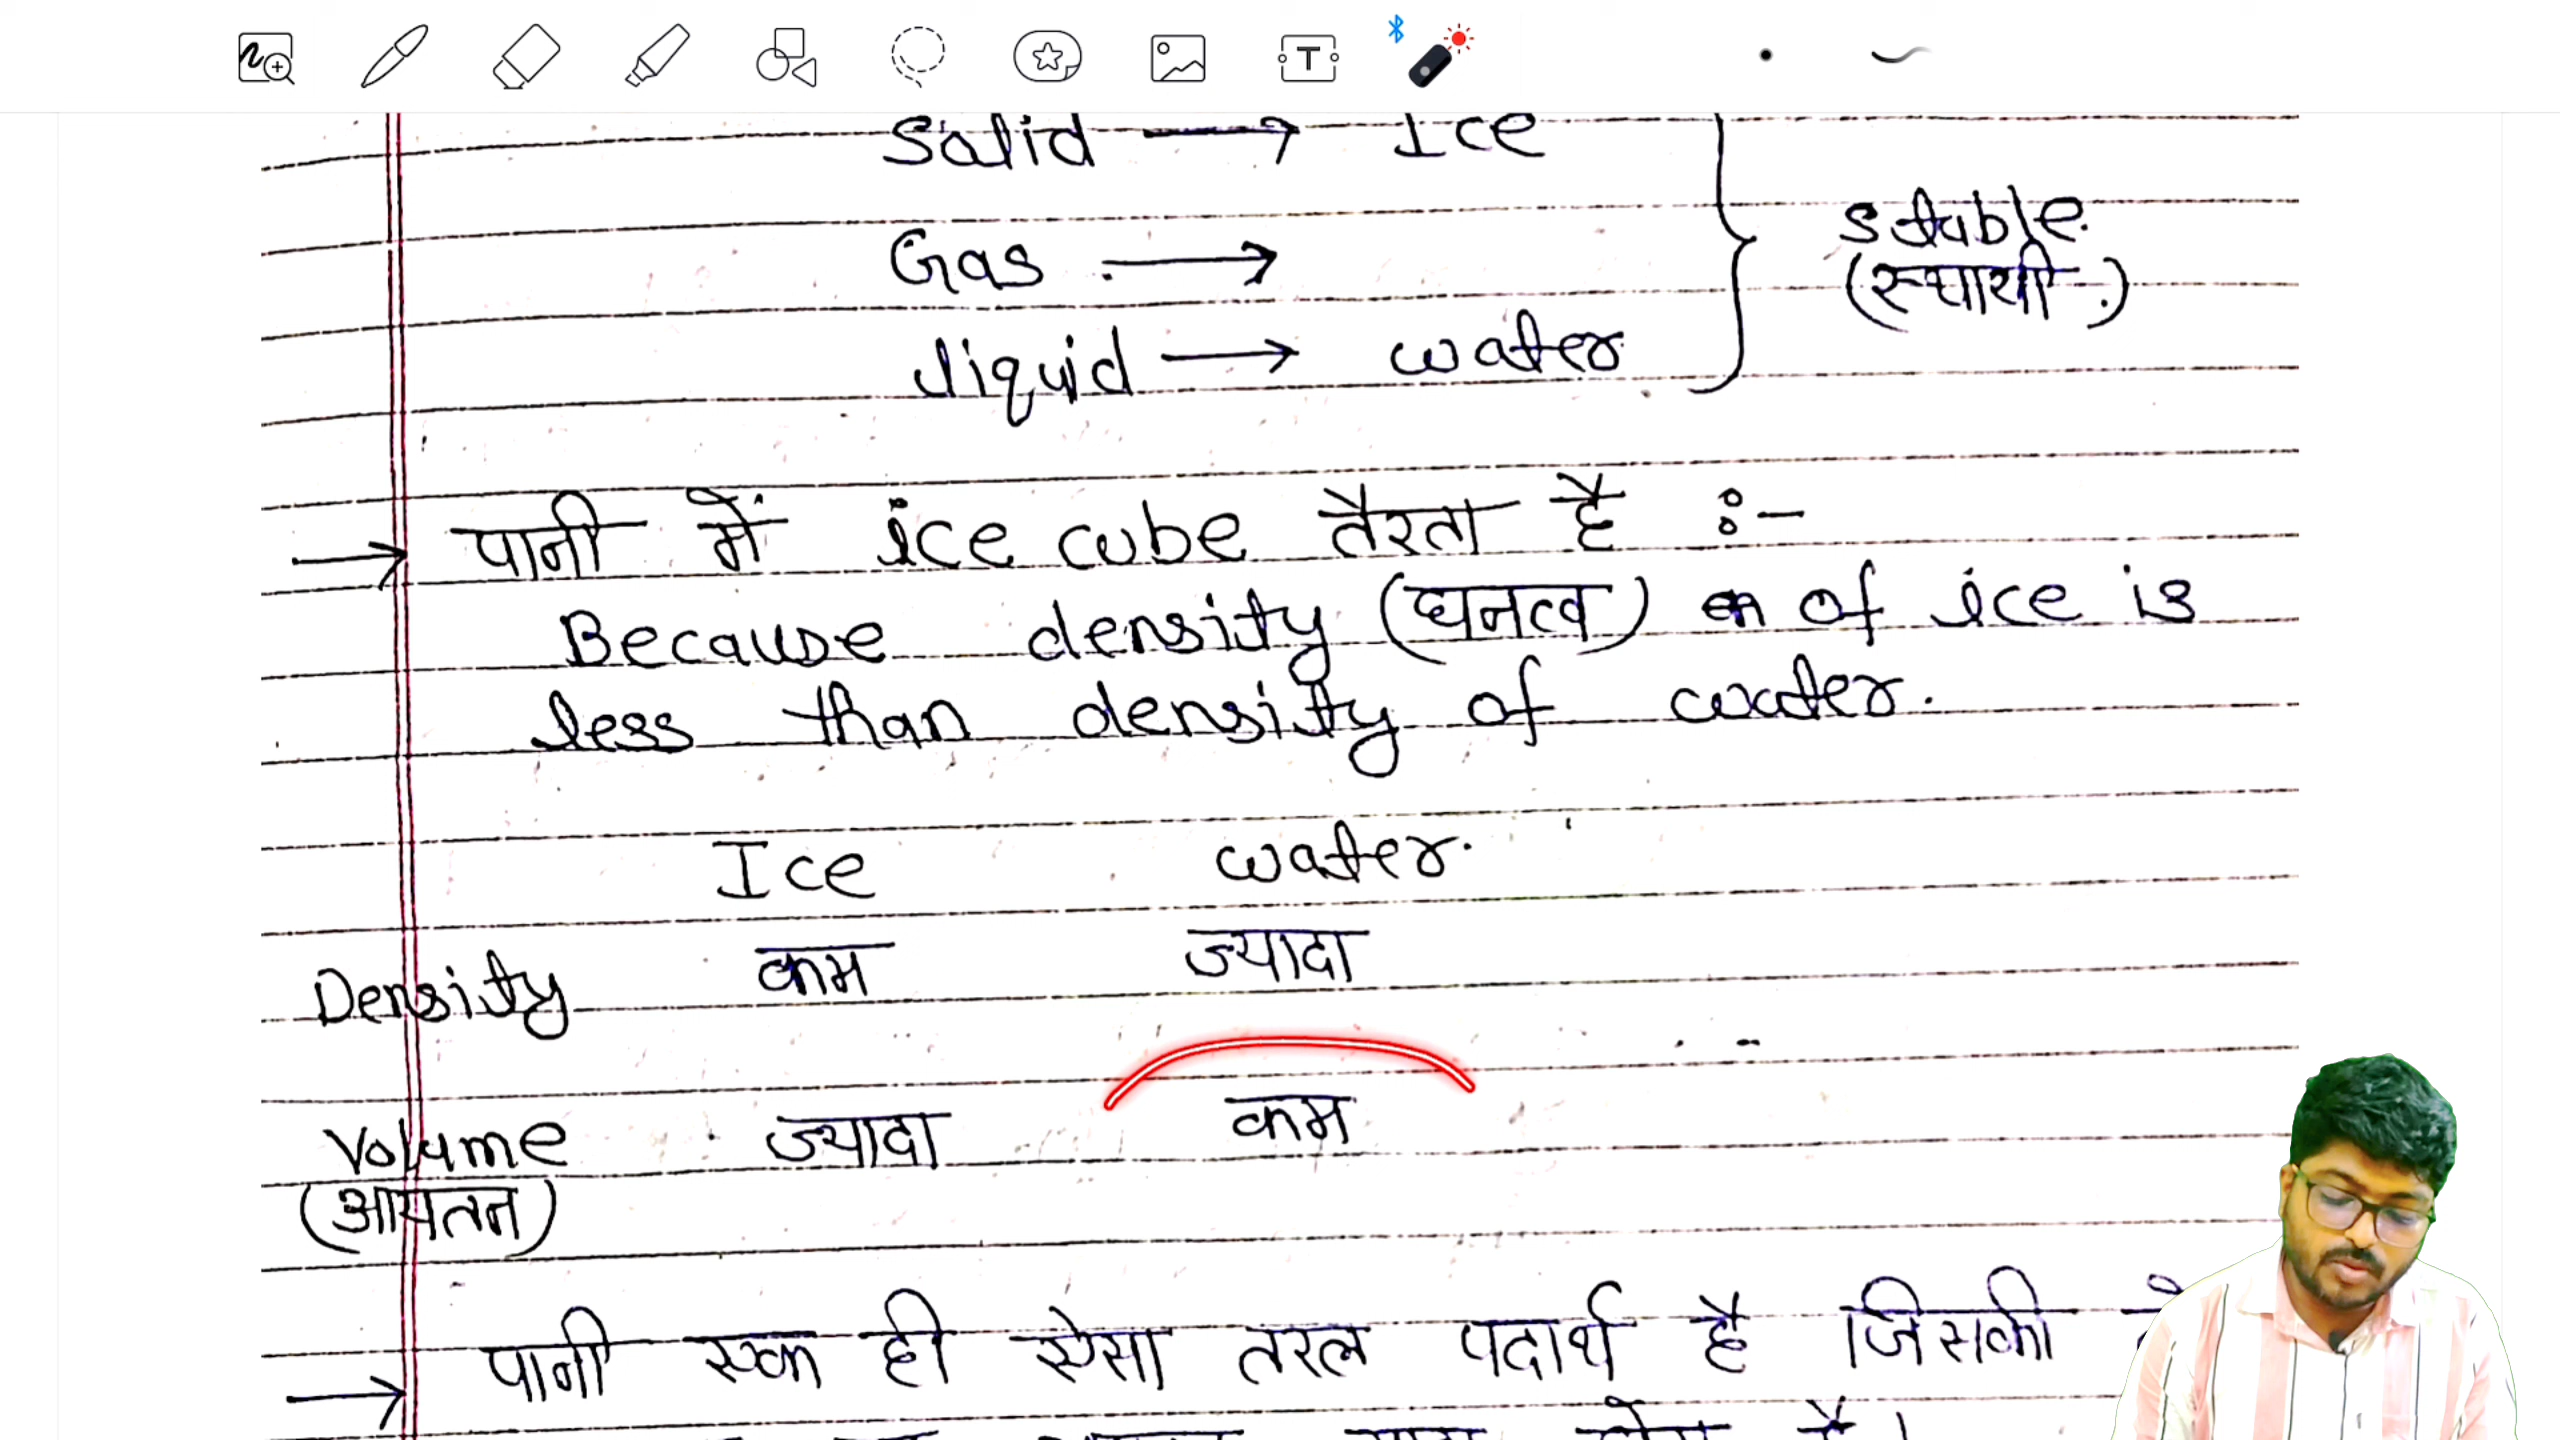 T
Solid → Ice
Gas →
liquid → water
stable
(स्थायी)
→ पानी में ice cube तैरता है :-
Because density (घनत्व) of ice is
less than density of water.
Ice water
Density कम ज्यादा
Volume ज्यादा कम
(आयतन)
→ पानी एक ही ऐसा तरल पदार्थ है जिसकी